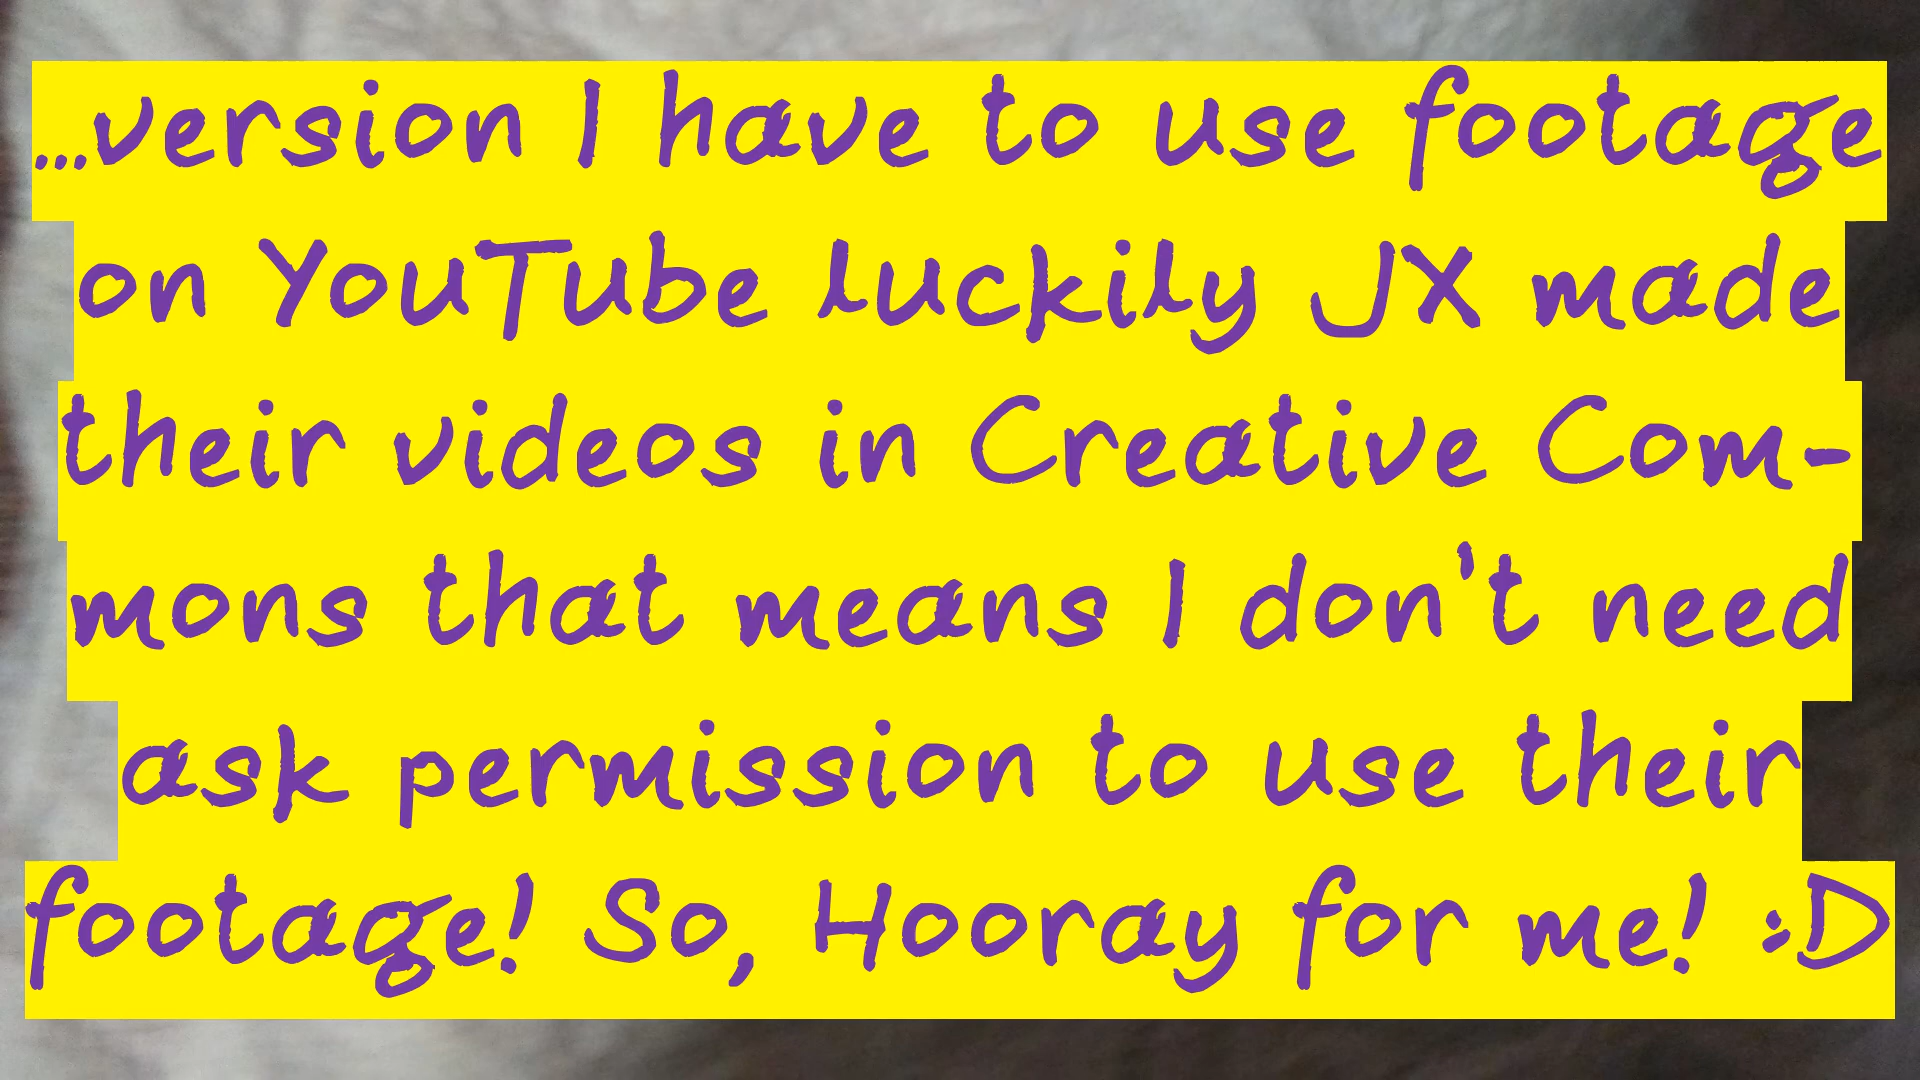 ...version I have to use footage
on YouTube luckily JX made
their videos in Creative Com-
mons that means I don't need
ask permission to use their
footage! So, Hooray for me! :D